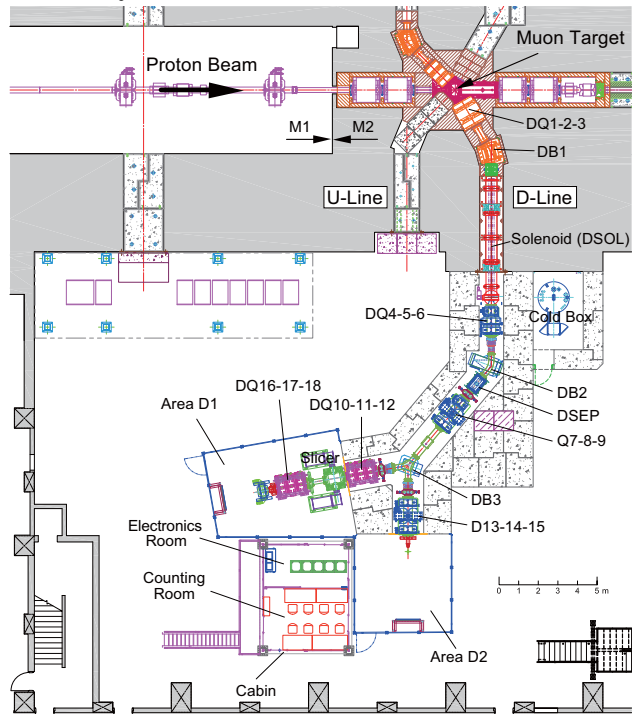 Muon Target
Proton Beam
DQ1-2-3
M1
M2
DB1
U-Line
D-Line
Solenoid (DSOL)
DQ4-5-6
Cold Box
DQ16-17-18
DB2
Area D1
DQ10-11-12
DSEP
Slider
Q7-8-9
DB3
Electronics
Room
D13-14-15
Counting
Room
0 1 2 3 4 5 m
Area D2
Cabin